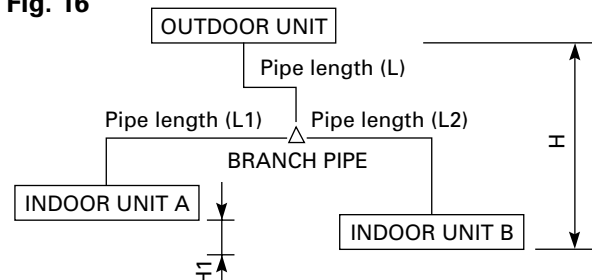 Fig. 16
OUTDOOR UNIT
Pipe length (L)
Pipe length (L1)
Pipe length (L2)
BRANCH PIPE
H
INDOOR UNIT A
INDOOR UNIT B
H1